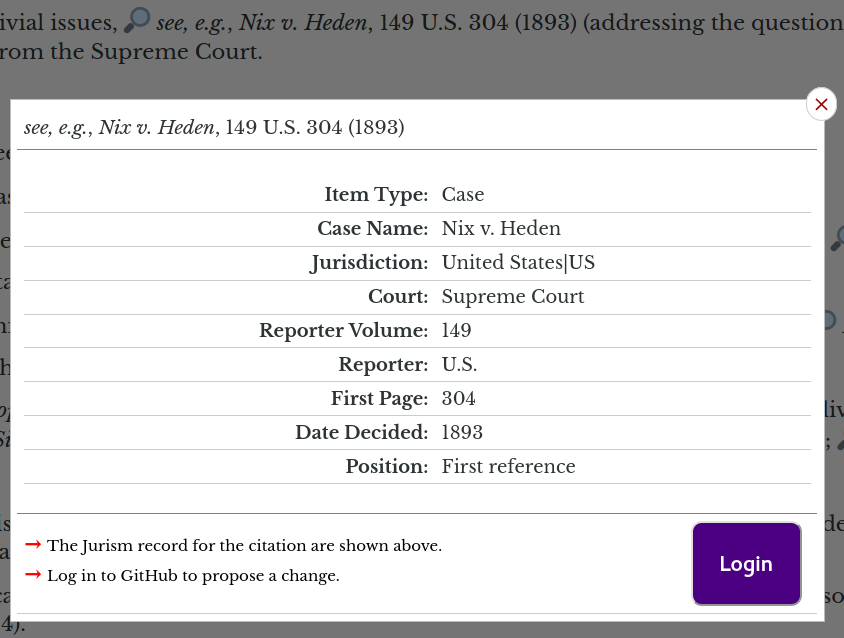 ivial issues, see, e.g., Nix v. Heden, 149 U.S. 304 (1893) (addressing the question
rom the Supreme Court.
see, e.g., Nix v. Heden, 149 U.S. 304 (1893)
Item Type: Case
Case Name: Nix v. Heden
Jurisdiction: United States|US
Court: Supreme Court
Reporter Volume: 149
Reporter: U.S.
First Page: 304
Date Decided: 1893
Position: First reference
→ The Jurism record for the citation are shown above.
→ Log in to GitHub to propose a change.
Login
4).